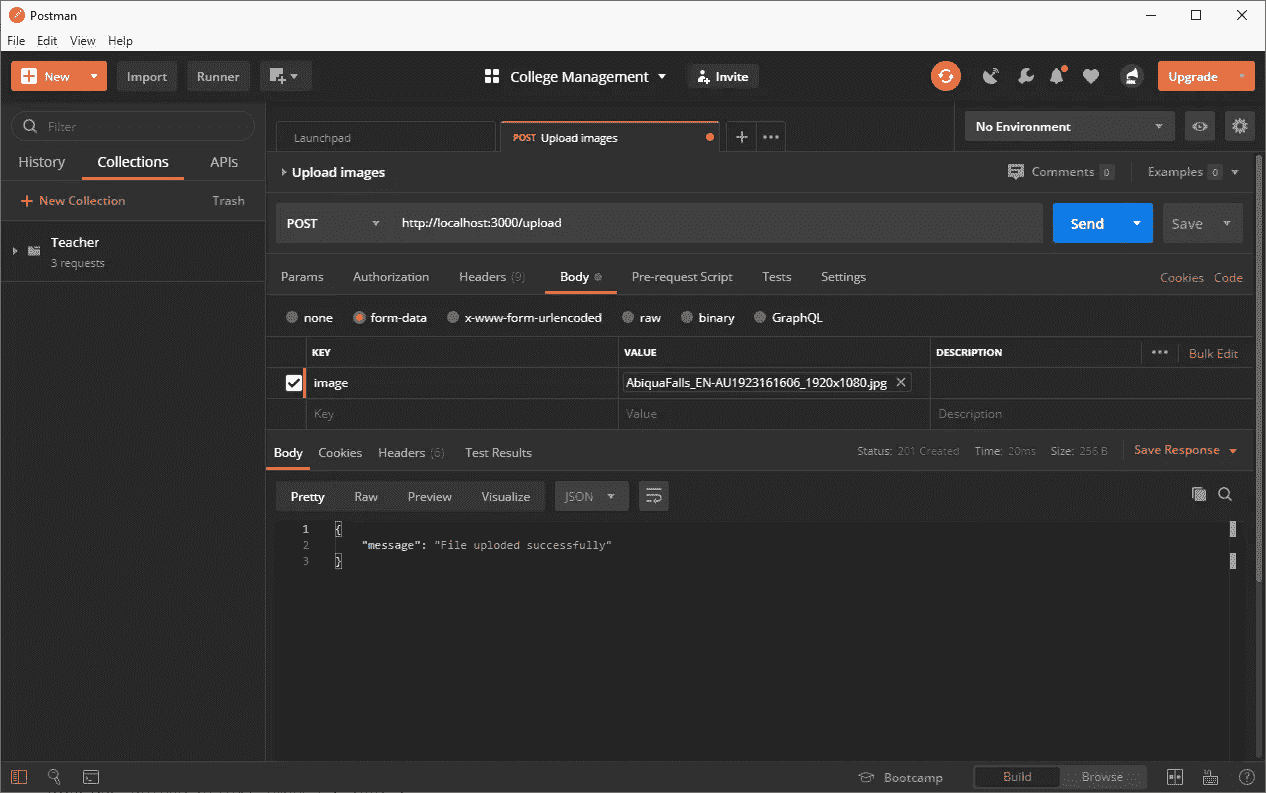 Postman
File Edit View Help
New Import Runner College Management Invite Upgrade
Filter
History Collections APIs
New Collection Trash
Teacher
3 requests
Launchpad POST Upload images No Environment
Upload images Comments 0 Examples 0
POST http://localhost:3000/upload Send Save
Params Authorization Headers (9) Body Pre-request Script Tests Settings Cookies Code
none form-data x-www-form-urlencoded raw binary GraphQL
KEY VALUE DESCRIPTION Bulk Edit
image AbiquaFalls_EN-AU1923161606_1920x1080.jpg
Key Value Description
Body Cookies Headers (6) Test Results Status: 201 Created Time: 20ms Size: 256 B Save Response
Pretty Raw Preview Visualize JSON
1 {
2 "message": "File uploded successfully"
3 }
Bootcamp Build Browse